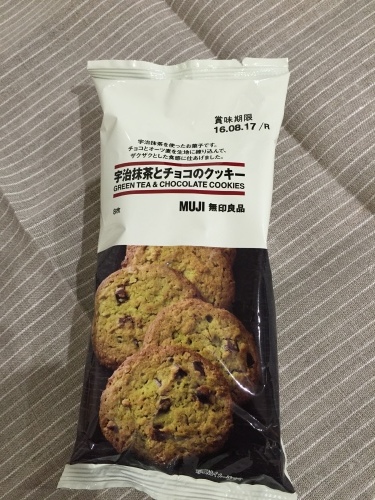 賞味期限
16.08.17 /R
宇治抹茶を使ったお菓子です。
チョコとオーツ麦を生地に練り込んで、
ザクザクとした食感に仕あげました。
宇治抹茶とチョコのクッキー
GREEN TEA & CHOCOLATE COOKIES
MUJI 無印良品